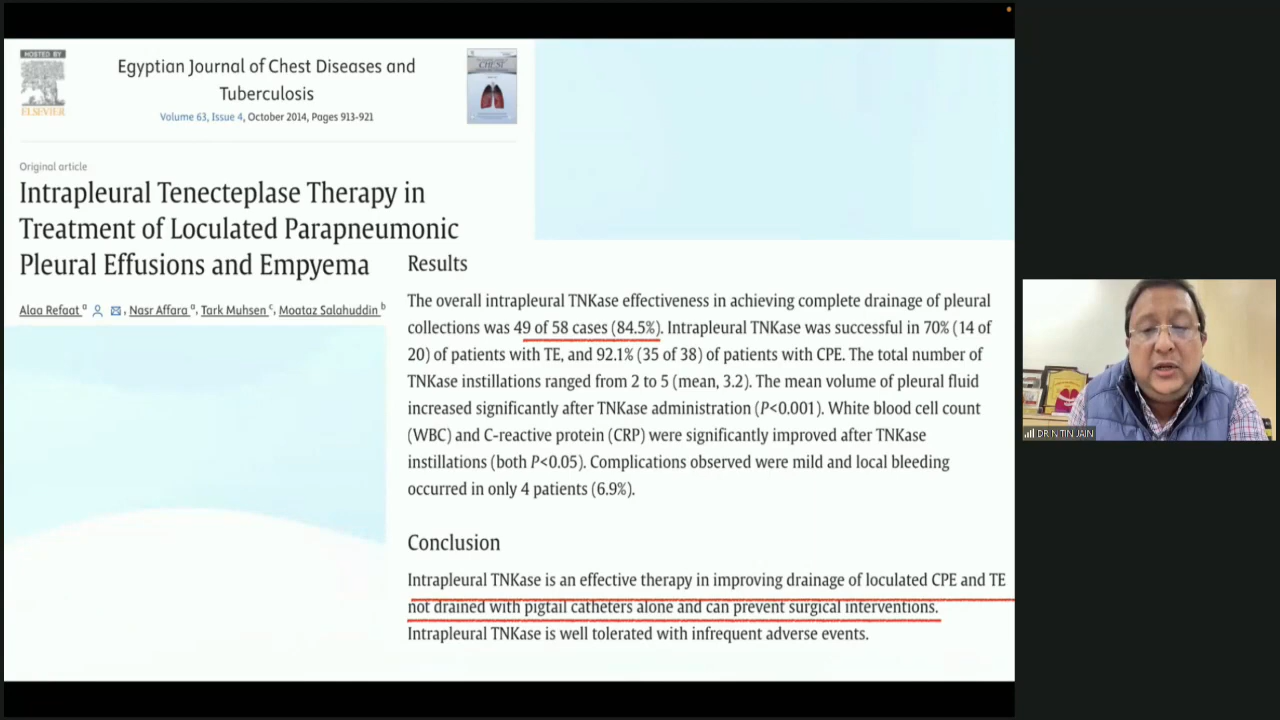 HOSTED BY
ELSEVIER
Egyptian Journal of Chest Diseases and
Tuberculosis
Volume 63, Issue 4, October 2014, Pages 913-921
CHEST
Original article
Intrapleural Tenecteplase Therapy in
Treatment of Loculated Parapneumonic
Pleural Effusions and Empyema
Alaa Refaat a, Nasr Affara a, Tark Muhsen c, Moataz Salahuddin b
Results
The overall intrapleural TNKase effectiveness in achieving complete drainage of pleural
collections was 49 of 58 cases (84.5%). Intrapleural TNKase was successful in 70% (14 of
20) of patients with TE, and 92.1% (35 of 38) of patients with CPE. The total number of
TNKase instillations ranged from 2 to 5 (mean, 3.2). The mean volume of pleural fluid
increased significantly after TNKase administration (P<0.001). White blood cell count
(WBC) and C-reactive protein (CRP) were significantly improved after TNKase
instillations (both P<0.05). Complications observed were mild and local bleeding
occurred in only 4 patients (6.9%).
Conclusion
Intrapleural TNKase is an effective therapy in improving drainage of loculated CPE and TE
not drained with pigtail catheters alone and can prevent surgical interventions.
Intrapleural TNKase is well tolerated with infrequent adverse events.
DR NITIN JAIN